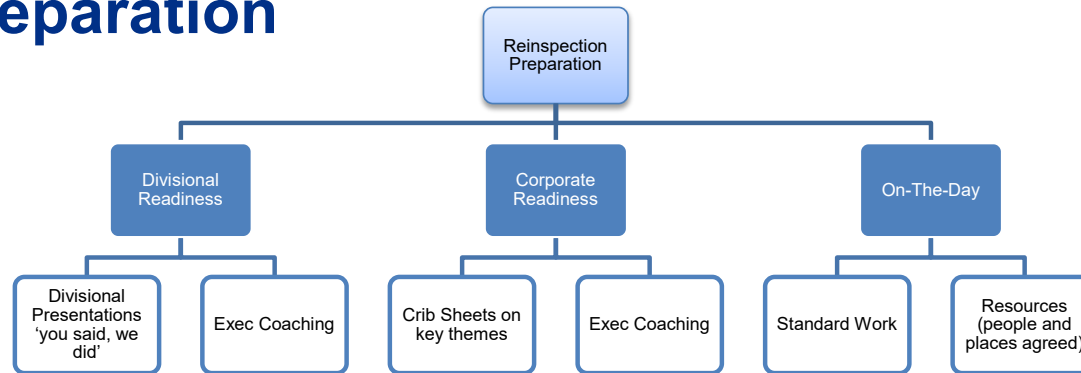 eparation
Reinspection
Preparation
Divisional
Readiness
Corporate
Readiness
On-The-Day
Divisional
Presentations
‘you said, we
did’
Exec Coaching
Crib Sheets on
key themes
Exec Coaching
Standard Work
Resources
(people and
places agreed)